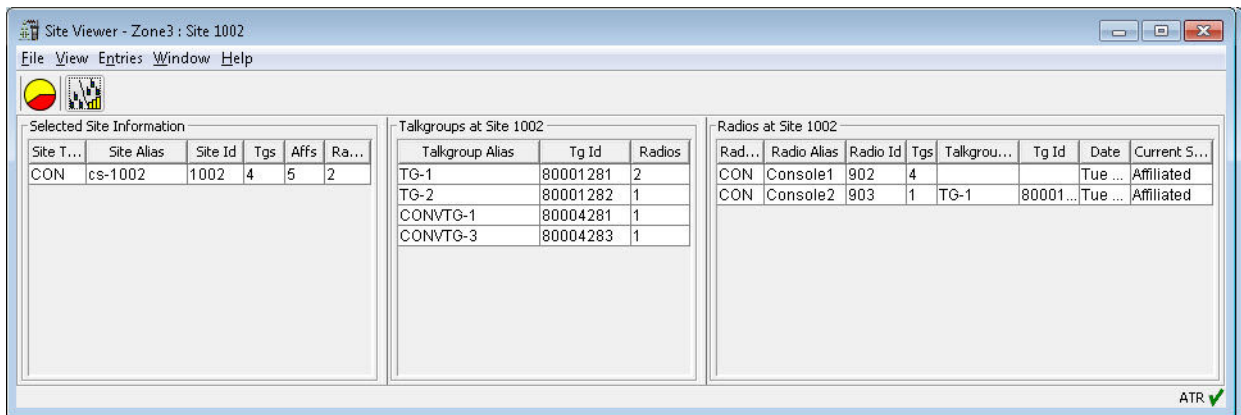 Site Viewer - Zone3 : Site 1002
File View Entries Window Help
Selected Site Information
Site T... Site Alias Site Id Tgs Affs Ra...
CON cs-1002 1002 4 5 2
Talkgroups at Site 1002
Talkgroup Alias Tg Id Radios
TG-1 80001281 2
TG-2 80001282 1
CONVTG-1 80004281 1
CONVTG-3 80004283 1
Radios at Site 1002
Rad... Radio Alias Radio Id Tgs Talkgrou... Tg Id Date Current S...
CON Console1 902 4 Tue ... Affiliated
CON Console2 903 1 TG-1 80001... Tue ... Affiliated
ATR